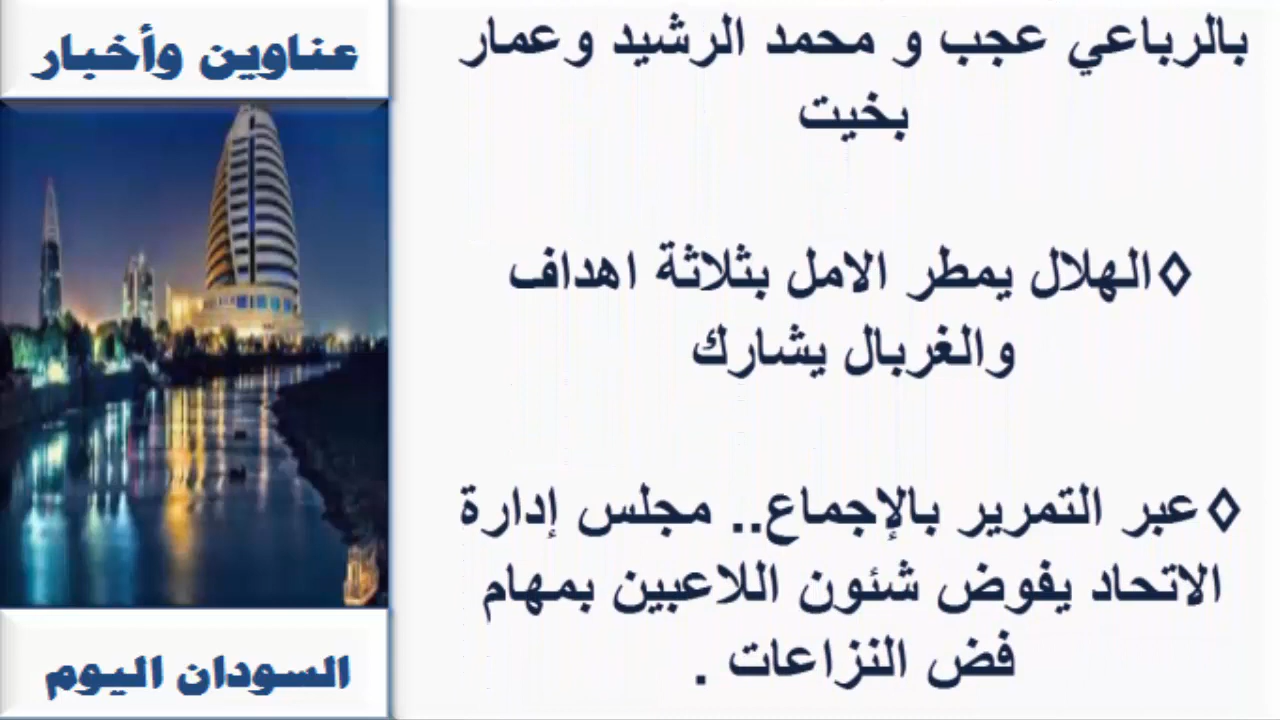 عناوين وأخبار
السودان اليوم
بالرباعي عجب و محمد الرشيد وعمار
بخيت
◊الهلال يمطر الامل بثلاثة اهداف
والغربال يشارك
◊عبر التمرير بالإجماع.. مجلس إدارة
الاتحاد يفوض شئون اللاعبين بمهام
فض النزاعات .